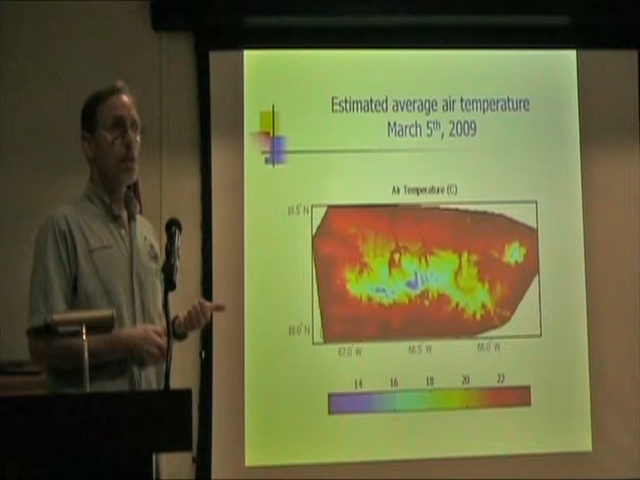 Estimated average air temperature
March 5th, 2009
Air Temperature (C)
18.5° N
18.0° N
67.0° W
66.5° W
66.0° W
14 16 18 20 22